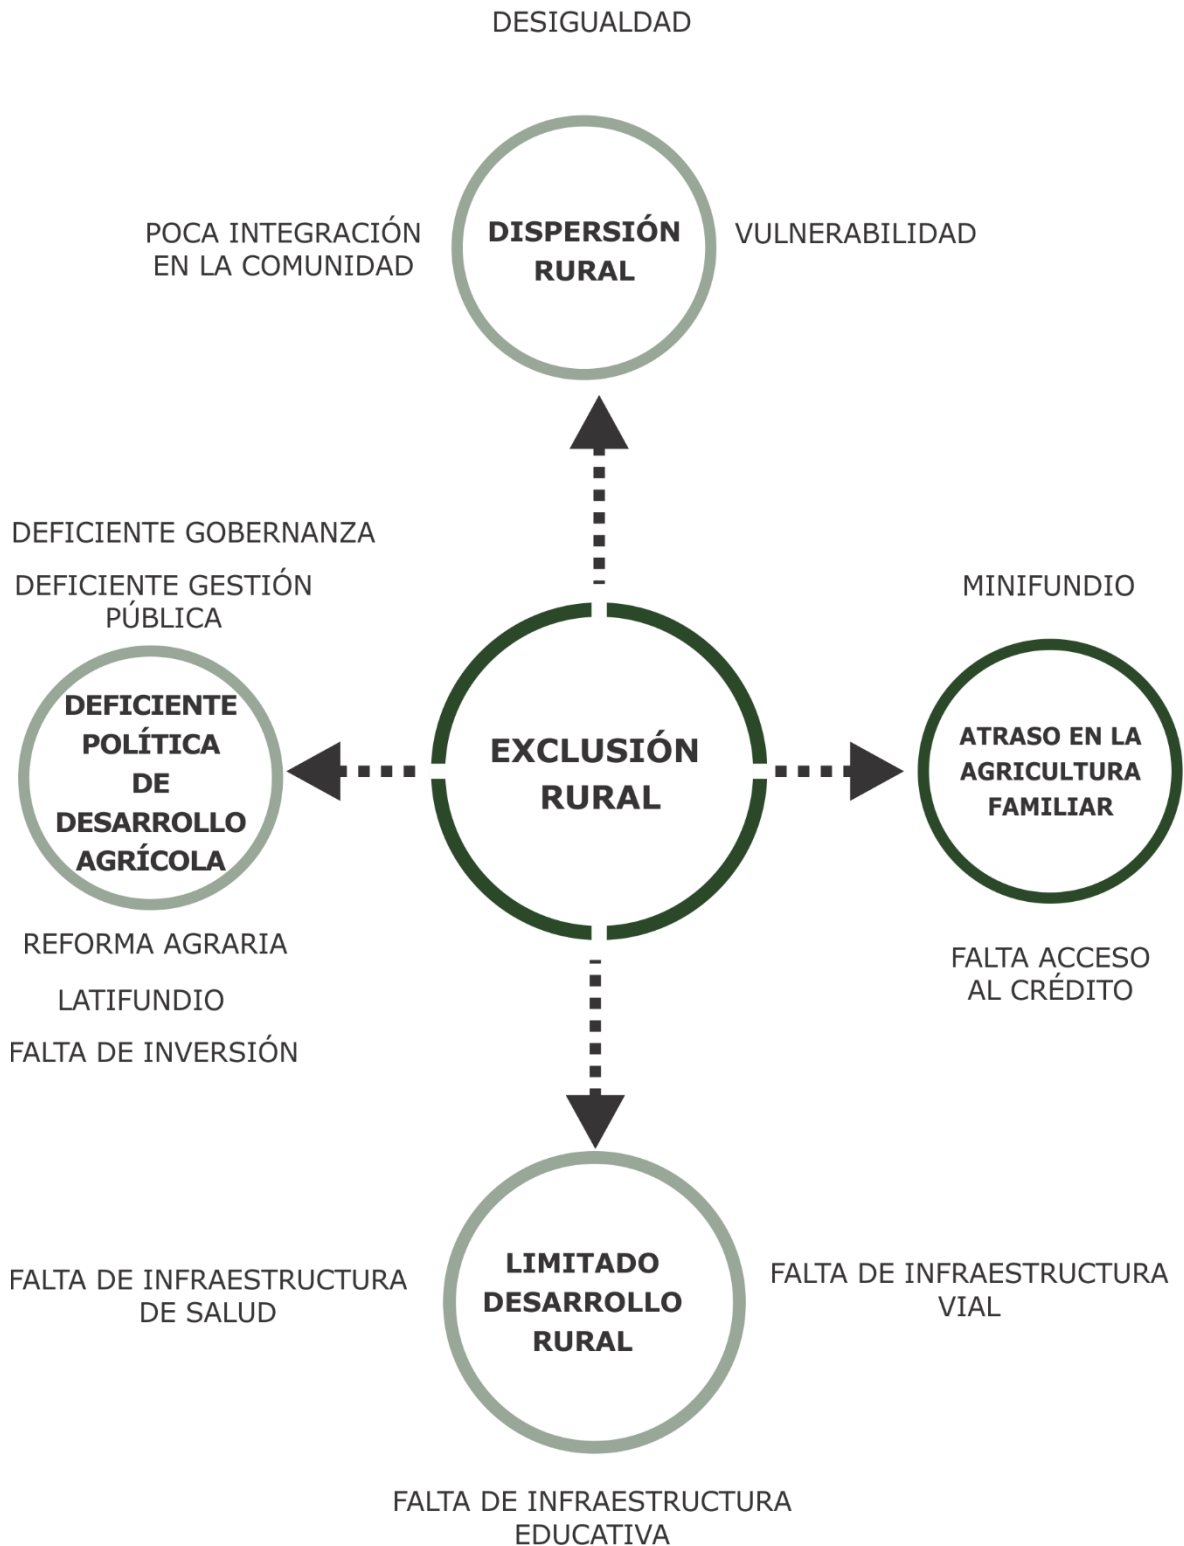 DESIGUALDAD
POCA INTEGRACIÓN
EN LA COMUNIDAD
DISPERSIÓN
RURAL
VULNERABILIDAD
DEFICIENTE GOBERNANZA
DEFICIENTE GESTIÓN
PÚBLICA
DEFICIENTE
POLÍTICA
DE
DESARROLLO
AGRÍCOLA
REFORMA AGRARIA
LATIFUNDIO
FALTA DE INVERSIÓN
EXCLUSIÓN
RURAL
MINIFUNDIO
ATRASO EN LA
AGRICULTURA
FAMILIAR
FALTA ACCESO
AL CRÉDITO
FALTA DE INFRAESTRUCTURA
DE SALUD
LIMITADO
DESARROLLO
RURAL
FALTA DE INFRAESTRUCTURA
VIAL
FALTA DE INFRAESTRUCTURA
EDUCATIVA